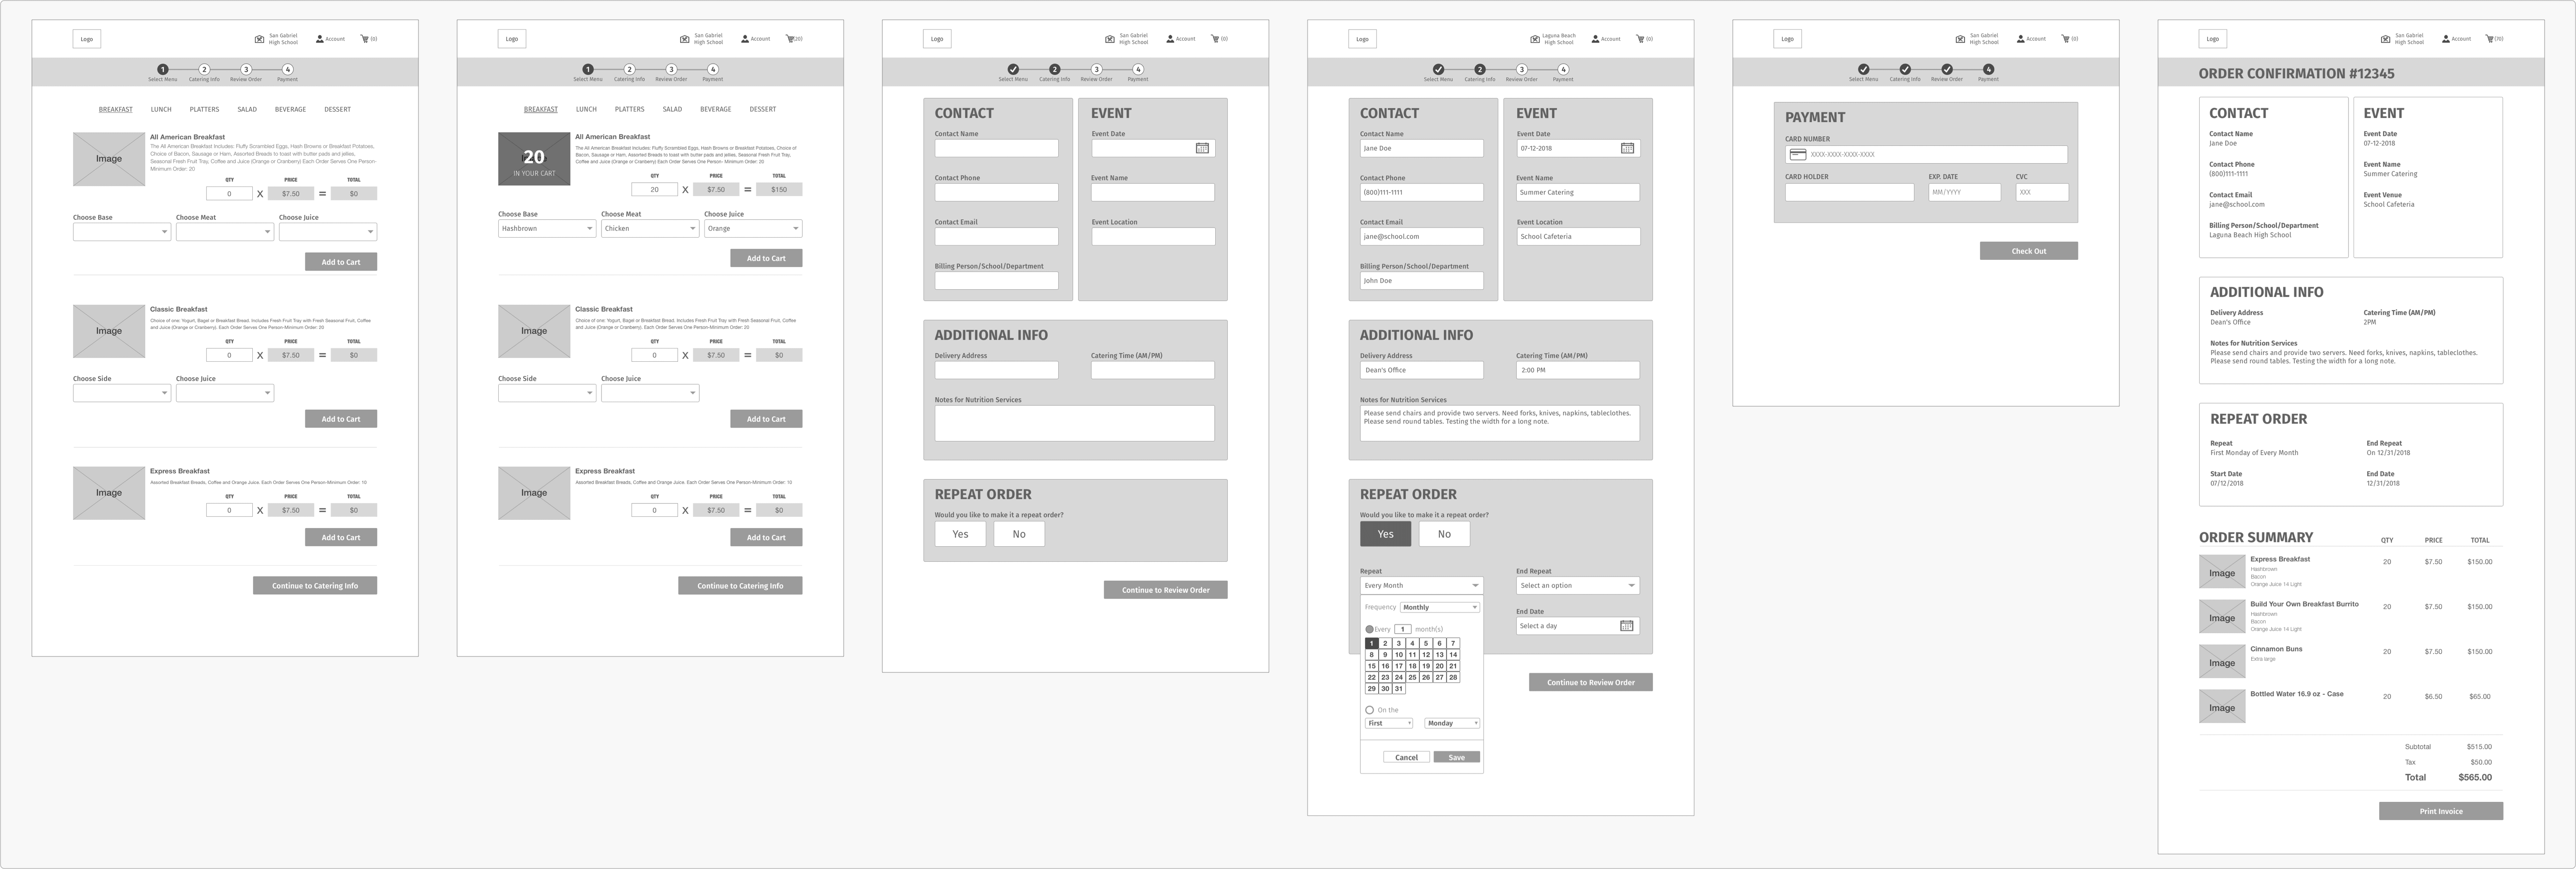 Logo
San Gabriel
High School
Account
(0)
1 2 3 4
Select Menu Catering Info Review Order Payment
BREAKFAST LUNCH PLATTERS SALAD BEVERAGE DESSERT
Image
All American Breakfast
The All American Breakfast Includes: Fluffy Scrambled Eggs, Hash Browns or Breakfast Potatoes,
Choice of Bacon, Sausage or Ham, Assorted Breads to toast with butter pads and jellies,
Seasonal Fresh Fruit Tray, Coffee and Juice (Orange or Cranberry) Each Order Serves One Person-
Minimum Order: 20
QTY PRICE TOTAL
0 X $7.50 = $0
Choose Base Choose Meat Choose Juice
Add to Cart
Image
Classic Breakfast
Choice of one: Yogurt, Bagel or Breakfast Bread. Includes Fresh Fruit Tray with Fresh Seasonal Fruit, Coffee
and Juice (Orange or Cranberry). Each Order Serves One Person-Minimum Order: 20
QTY PRICE TOTAL
0 X $7.50 = $0
Choose Side Choose Juice
Add to Cart
Image
Express Breakfast
Assorted Breakfast Breads, Coffee and Orange Juice. Each Order Serves One Person-Minimum Order: 10
QTY PRICE TOTAL
0 X $7.50 = $0
Add to Cart
Continue to Catering Info
Logo
San Gabriel
High School
Account
(20)
1 2 3 4
Select Menu Catering Info Review Order Payment
BREAKFAST LUNCH PLATTERS SALAD BEVERAGE DESSERT
20
IN YOUR CART
All American Breakfast
The All American Breakfast Includes: Fluffy Scrambled Eggs, Hash Browns or Breakfast Potatoes, Choice of
Bacon, Sausage or Ham, Assorted Breads to toast with butter pads and jellies, Seasonal Fresh Fruit Tray,
Coffee and Juice (Orange or Cranberry) Each Order Serves One Person- Minimum Order: 20
QTY PRICE TOTAL
20 X $7.50 = $150
Choose Base Choose Meat Choose Juice
Hashbrown Chicken Orange
Add to Cart
Image
Classic Breakfast
Choice of one: Yogurt, Bagel or Breakfast Bread. Includes Fresh Fruit Tray with Fresh Seasonal Fruit, Coffee
and Juice (Orange or Cranberry). Each Order Serves One Person-Minimum Order: 20
QTY PRICE TOTAL
0 X $7.50 = $0
Choose Side Choose Juice
Add to Cart
Image
Express Breakfast
Assorted Breakfast Breads, Coffee and Orange Juice. Each Order Serves One Person-Minimum Order: 10
QTY PRICE TOTAL
0 X $7.50 = $0
Add to Cart
Continue to Catering Info
Logo
San Gabriel
High School
Account
(0)
2 3 4
Select Menu Catering Info Review Order Payment
CONTACT
Contact Name
Contact Phone
Contact Email
Billing Person/School/Department
EVENT
Event Date
Event Name
Event Location
ADDITIONAL INFO
Delivery Address Catering Time (AM/PM)
Notes for Nutrition Services
REPEAT ORDER
Would you like to make it a repeat order?
Yes No
Continue to Review Order
Logo
Laguna Beach
High School
Account
(0)
2 3 4
Select Menu Catering Info Review Order Payment
CONTACT
Contact Name
Jane Doe
Contact Phone
(800)111-1111
Contact Email
jane@school.com
Billing Person/School/Department
John Doe
EVENT
Event Date
07-12-2018
Event Name
Summer Catering
Event Location
School Cafeteria
ADDITIONAL INFO
Delivery Address Catering Time (AM/PM)
Dean's Office 2:00 PM
Notes for Nutrition Services
Please send chairs and provide two servers. Need forks, knives, napkins, tableclothes.
Please send round tables. Testing the width for a long note.
REPEAT ORDER
Would you like to make it a repeat order?
Yes No
Repeat End Repeat
Every Month Select an option
Frequency Monthly
End Date
Select a day
Every 1 month(s)
1 2 3 4 5 6 7
8 9 10 11 12 13 14
15 16 17 18 19 20 21
22 23 24 25 26 27 28
29 30 31
On the
First Monday
Cancel Save
Continue to Review Order
Logo
San Gabriel
High School
Account
(0)
4
Select Menu Catering Info Review Order Payment
PAYMENT
CARD NUMBER
XXXX-XXXX-XXXX-XXXX
CARD HOLDER EXP. DATE CVC
MM/YYYY XXX
Check Out
Logo
San Gabriel
High School
Account
(70)
ORDER CONFIRMATION #12345
CONTACT
Contact Name
Jane Doe
Contact Phone
(800)111-1111
Contact Email
jane@school.com
Billing Person/School/Department
Laguna Beach High School
EVENT
Event Date
07-12-2018
Event Name
Summer Catering
Event Venue
School Cafeteria
ADDITIONAL INFO
Delivery Address Catering Time (AM/PM)
Dean's Office 2PM
Notes for Nutrition Services
Please send chairs and provide two servers. Need forks, knives, napkins, tableclothes.
Please send round tables. Testing the width for a long note.
REPEAT ORDER
Repeat End Repeat
First Monday of Every Month On 12/31/2018
Start Date End Date
07/12/2018 12/31/2018
ORDER SUMMARY QTY PRICE TOTAL
Image
Express Breakfast 20 $7.50 $150.00
Hashbrown
Bacon
Orange Juice 14 Light
Image
Build Your Own Breakfast Burrito 20 $7.50 $150.00
Hashbrown
Bacon
Orange Juice 14 Light
Image
Cinnamon Buns 20 $7.50 $150.00
Extra large
Image
Bottled Water 16.9 oz - Case 20 $6.50 $65.00
Subtotal $515.00
Tax $50.00
Total $565.00
Print Invoice